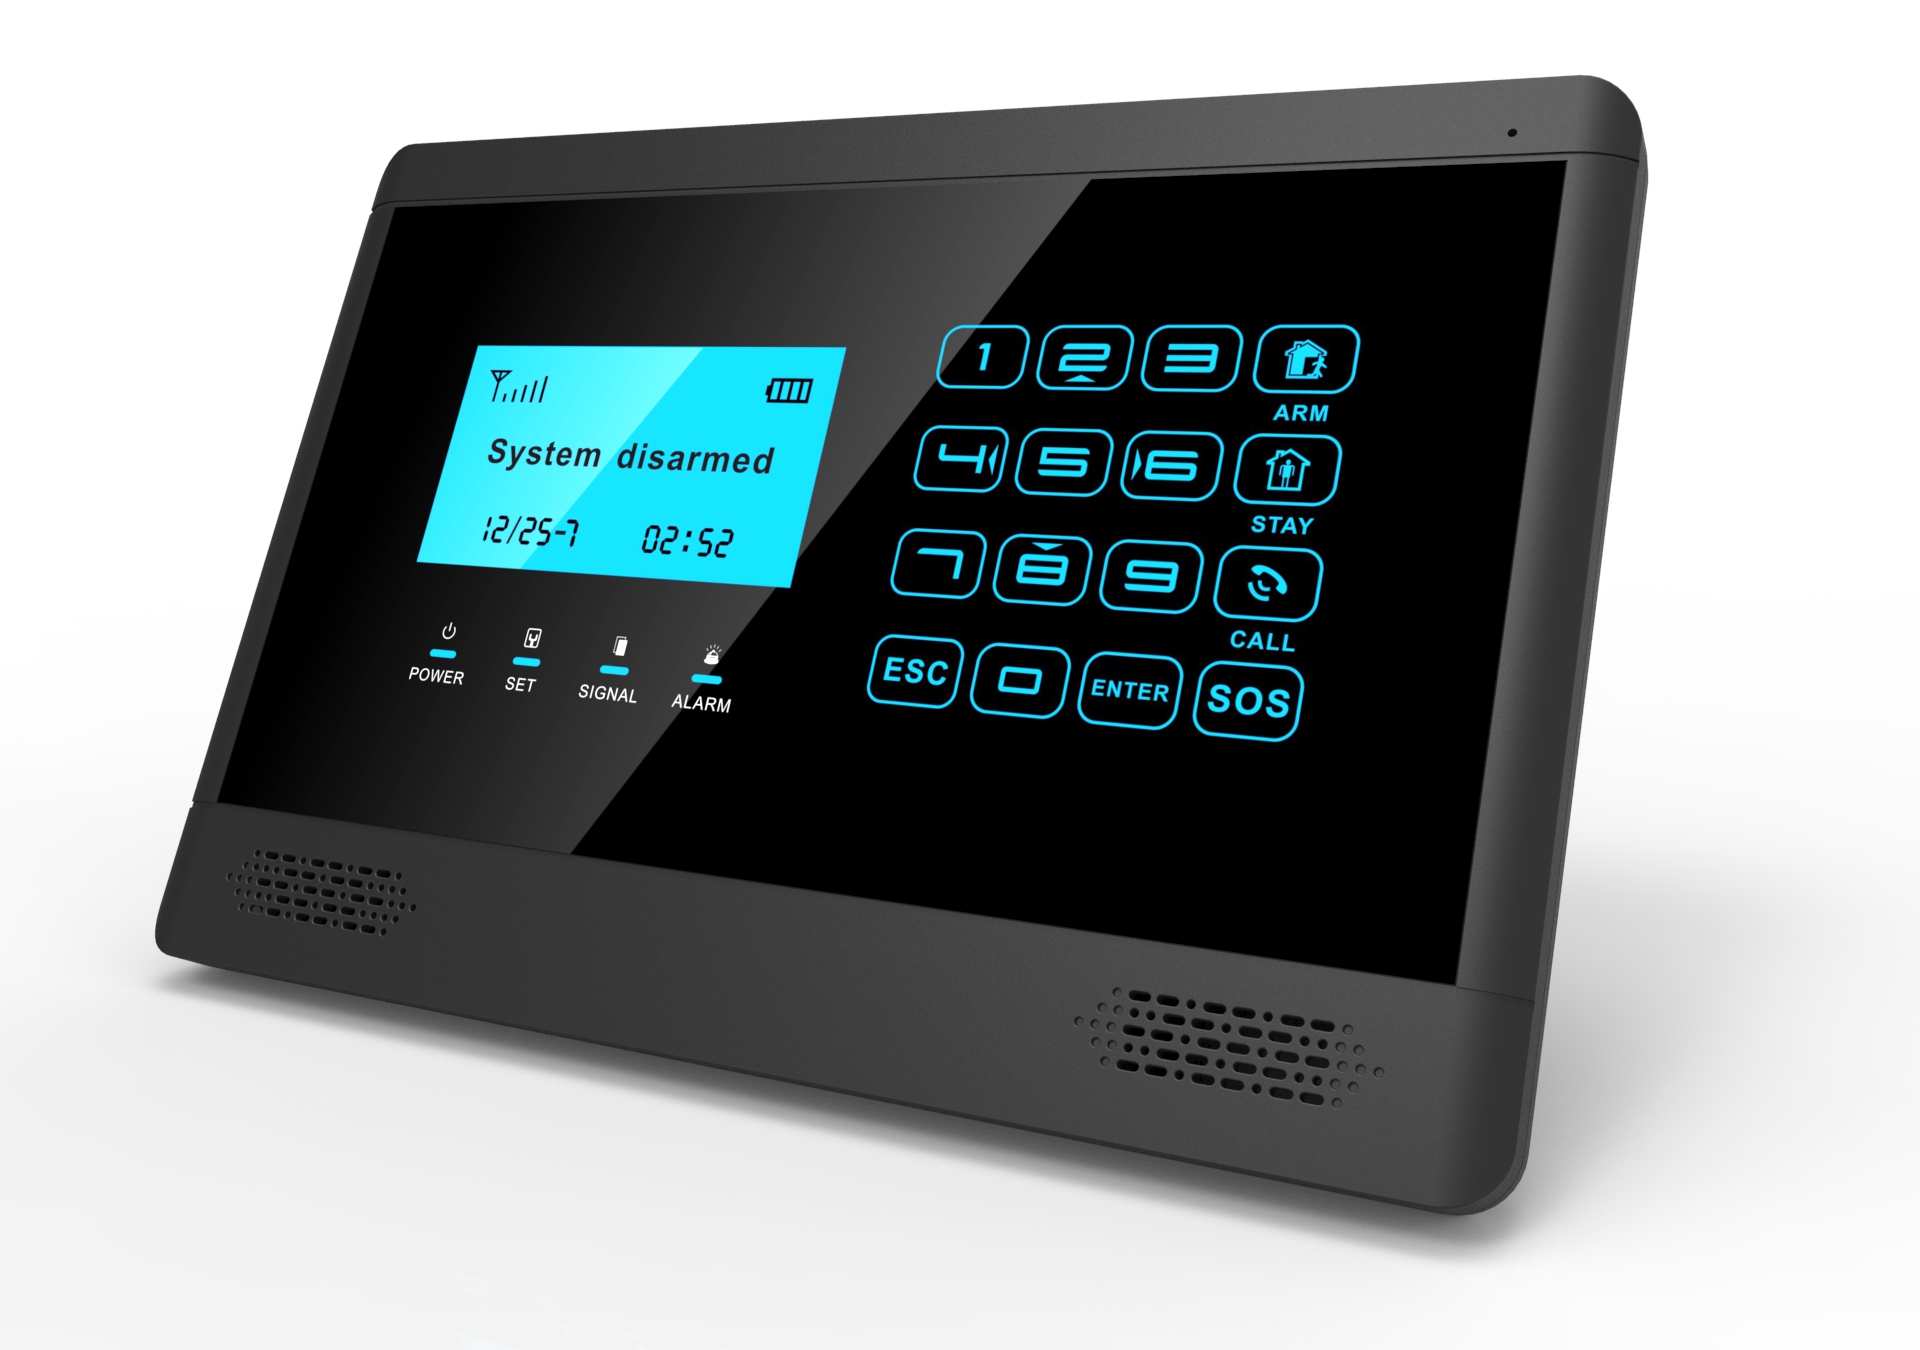 System disarmed
12/25-7 02:52
POWER SET SIGNAL ALARM
1 2 3
ARM
4 5 6
STAY
7 8 9
CALL
ESC 0 ENTER SOS